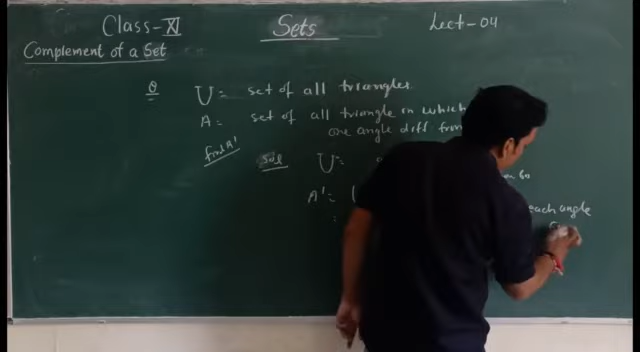 Class-XI Sets Lect-04
Complement of a Set
Q U = set of all triangles.
A = set of all triangle in which
one angle diff from
find A'
Sol U =
A' =
each angle
=